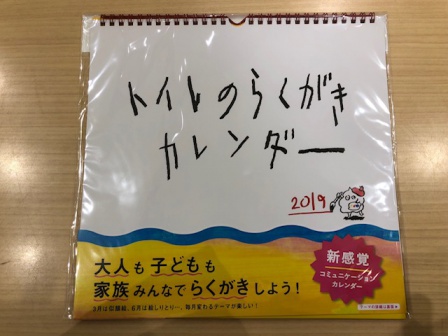 トイレのらくがき
カレンダー
2019
新感覚
コミュニケーション
カレンダー
大人も子どもも
家族みんなでらくがきしよう!